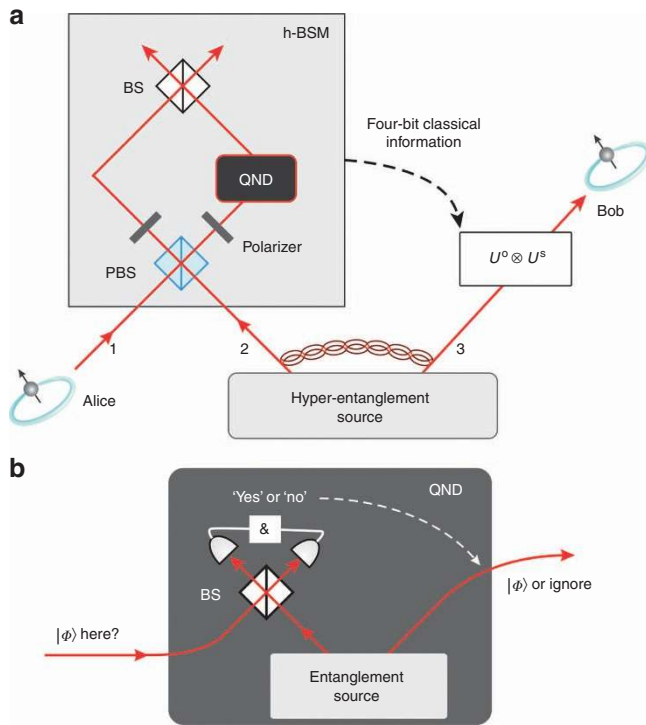 a
h-BSM
BS
QND
Polarizer
PBS
Four-bit classical
information
Bob
U^o ⊗ U^s
1
2
3
Alice
Hyper-entanglement
source
b
QND
'Yes' or 'no'
&
BS
|Φ⟩ here?
|Φ⟩ or ignore
Entanglement
source